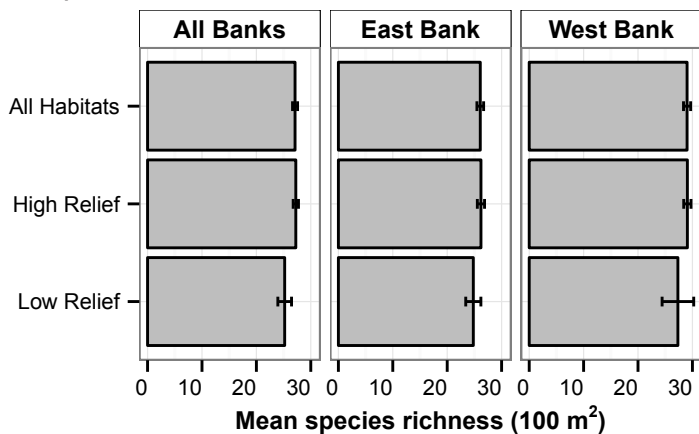 All Banks East Bank West Bank
All Habitats
High Relief
Low Relief
0 10 20 30 0 10 20 30 0 10 20 30
Mean species richness (100 m²)